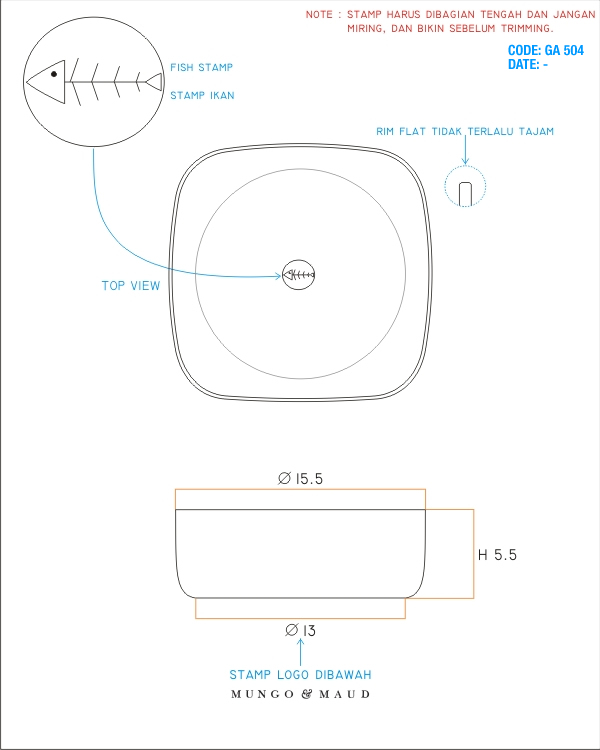 NOTE : STAMP HARUS DIBAGIAN TENGAH DAN JANGAN
MIRING, DAN BIKIN SEBELUM TRIMMING.
CODE: GA 504
DATE: -
FISH STAMP
STAMP IKAN
RIM FLAT TIDAK TERLALU TAJAM
TOP VIEW
Ø 15.5
H 5.5
Ø 13
STAMP LOGO DIBAWAH
MUNGO & MAUD